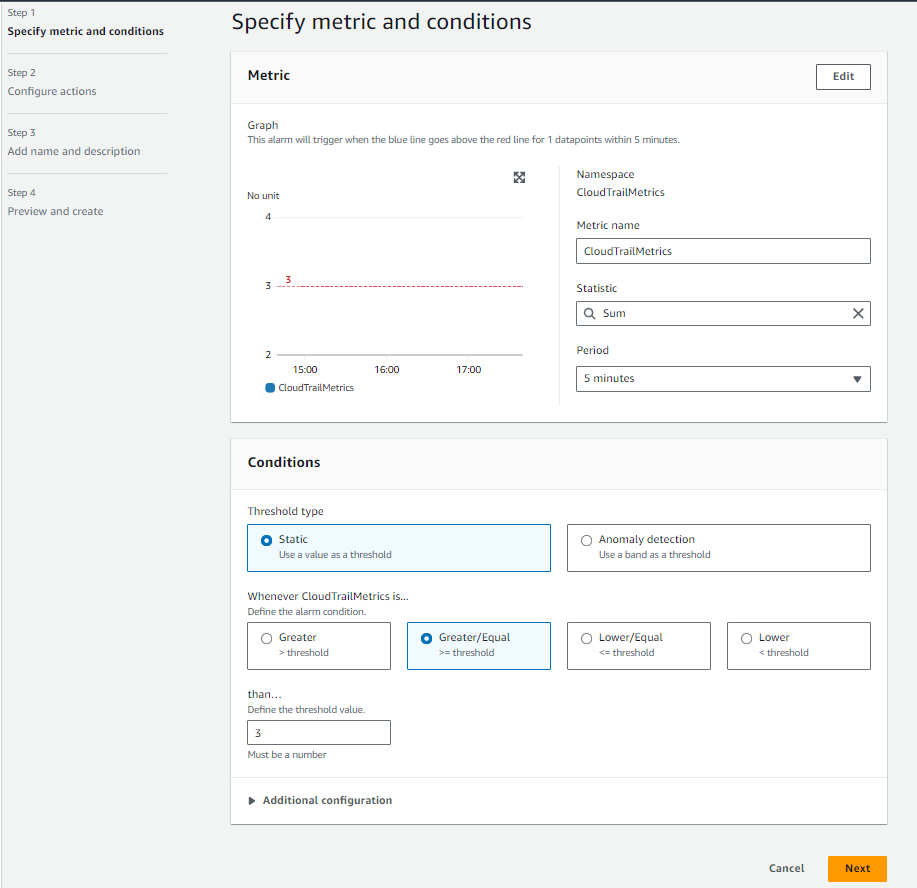 Step 1
Specify metric and conditions
Step 2
Configure actions
Step 3
Add name and description
Step 4
Preview and create
Specify metric and conditions
Metric
Edit
Graph
This alarm will trigger when the blue line goes above the red line for 1 datapoints within 5 minutes.
No unit
4
3
3
2
15:00 16:00 17:00
CloudTrailMetrics
Namespace
CloudTrailMetrics
Metric name
CloudTrailMetrics
Statistic
Sum
Period
5 minutes
Conditions
Threshold type
Static
Use a value as a threshold
Anomaly detection
Use a band as a threshold
Whenever CloudTrailMetrics is...
Define the alarm condition.
Greater
> threshold
Greater/Equal
>= threshold
Lower/Equal
<= threshold
Lower
< threshold
than...
Define the threshold value.
3
Must be a number
Additional configuration
Cancel
Next